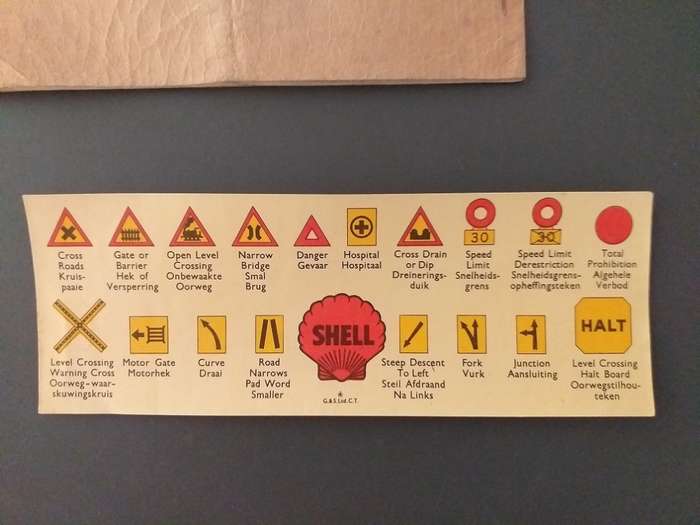 Cross
Roads
Kruis-
paaie
Gate or
Barrier
Hek of
Versperring
Open Level
Crossing
Onbewaakte
Oorweg
Narrow
Bridge
Smal
Brug
Danger
Gevaar
Hospital
Hospitaal
Cross Drain
or Dip
Dreinerings-
duik
30
Speed
Limit
Snelheids-
grens
30
Speed Limit
Derestriction
Snelheidsgrens-
opheffingsteken
Total
Prohibition
Algehele
Verbod
Level Crossing
Warning Cross
Oorweg-waar-
skuwingskruis
Motor Gate
Motorhek
Curve
Draai
Road
Narrows
Pad Word
Smaller
SHELL
G.&S. Ltd. C.T.
Steep Descent
To Left
Steil Afdraand
Na Links
Fork
Vurk
Junction
Aansluiting
HALT
Level Crossing
Halt Board
Oorwegstilhou-
teken